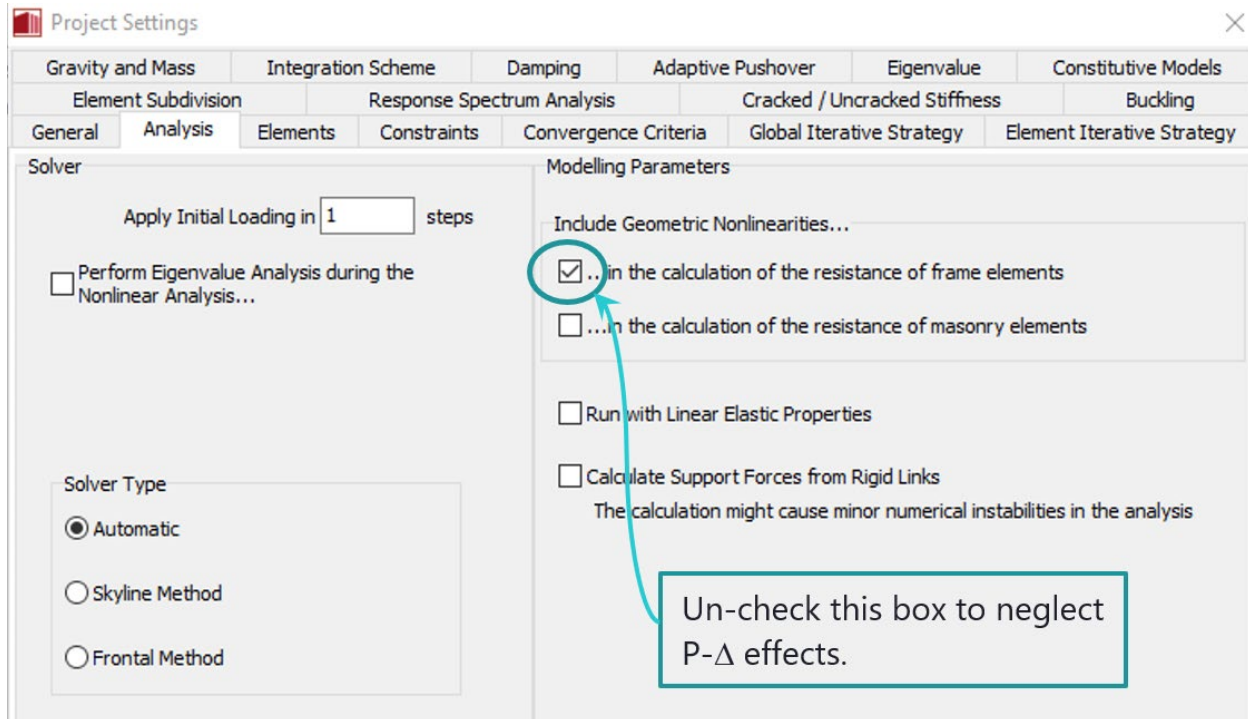 Project Settings
Gravity and Mass
Integration Scheme
Damping
Adaptive Pushover
Eigenvalue
Constitutive Models
Element Subdivision
Response Spectrum Analysis
Cracked / Uncracked Stiffness
Buckling
General
Analysis
Elements
Constraints
Convergence Criteria
Global Iterative Strategy
Element Iterative Strategy
Solver
Apply Initial Loading in 1 steps
Perform Eigenvalue Analysis during the
Nonlinear Analysis...
Solver Type
Automatic
Skyline Method
Frontal Method
Modelling Parameters
Include Geometric Nonlinearities...
...in the calculation of the resistance of frame elements
...in the calculation of the resistance of masonry elements
Run with Linear Elastic Properties
Calculate Support Forces from Rigid Links
The calculation might cause minor numerical instabilities in the analysis
Un-check this box to neglect
P-Δ effects.